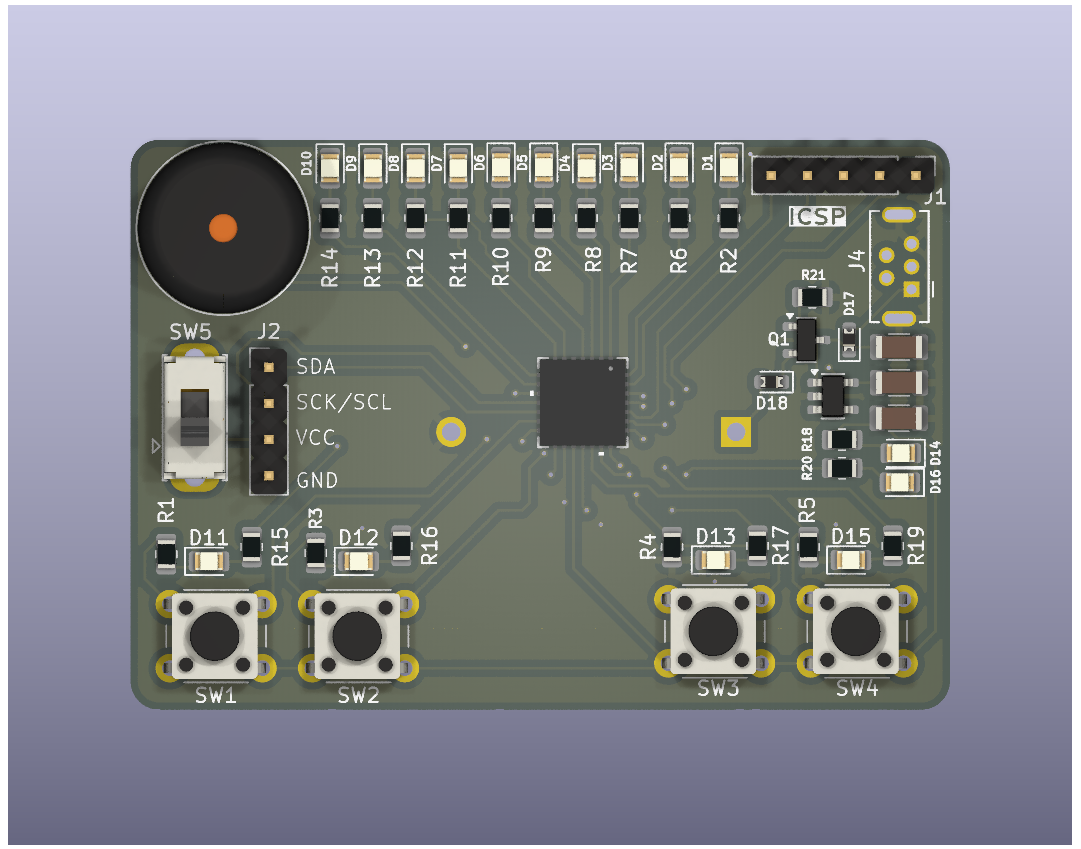 D10 D9 D8 D7 D6 D5 D4 D3 D2 D1
J1
ICSP
R14 R13 R12 R11 R10 R9 R8 R7 R6 R2
J4
R21
D17
Q1
SW5 J2
SDA
SCK/SCL
VCC
GND
D18
R18
R20
D14
D16
R1 R3 R5
D11 R15 D12 R16 R4 D13 R17 D15 R19
SW1 SW2 SW3 SW4